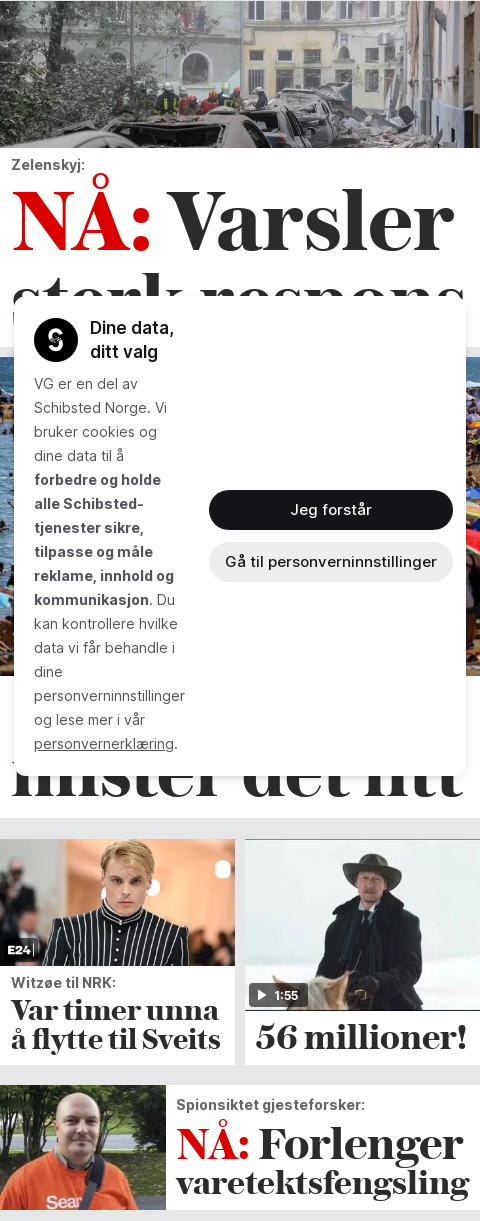 Zelenskyj:
NÅ: Varsler
sterk respons
Dine data,
ditt valg
VG er en del av
Schibsted Norge. Vi
bruker cookies og
dine data til å
forbedre og holde
alle Schibsted-
tjenester sikre,
tilpasse og måle
reklame, innhold og
kommunikasjon. Du
kan kontrollere hvilke
data vi får behandle i
dine
personverninnstillinger
og lese mer i vår
personvernerklæring.
Jeg forstår
Gå til personverninnstillinger
mister det litt
E24
Witzøe til NRK:
Var timer unna
å flytte til Sveits
1:55
56 millioner!
Spionsiktet gjesteforsker:
NÅ: Forlenger
varetektsfengsling